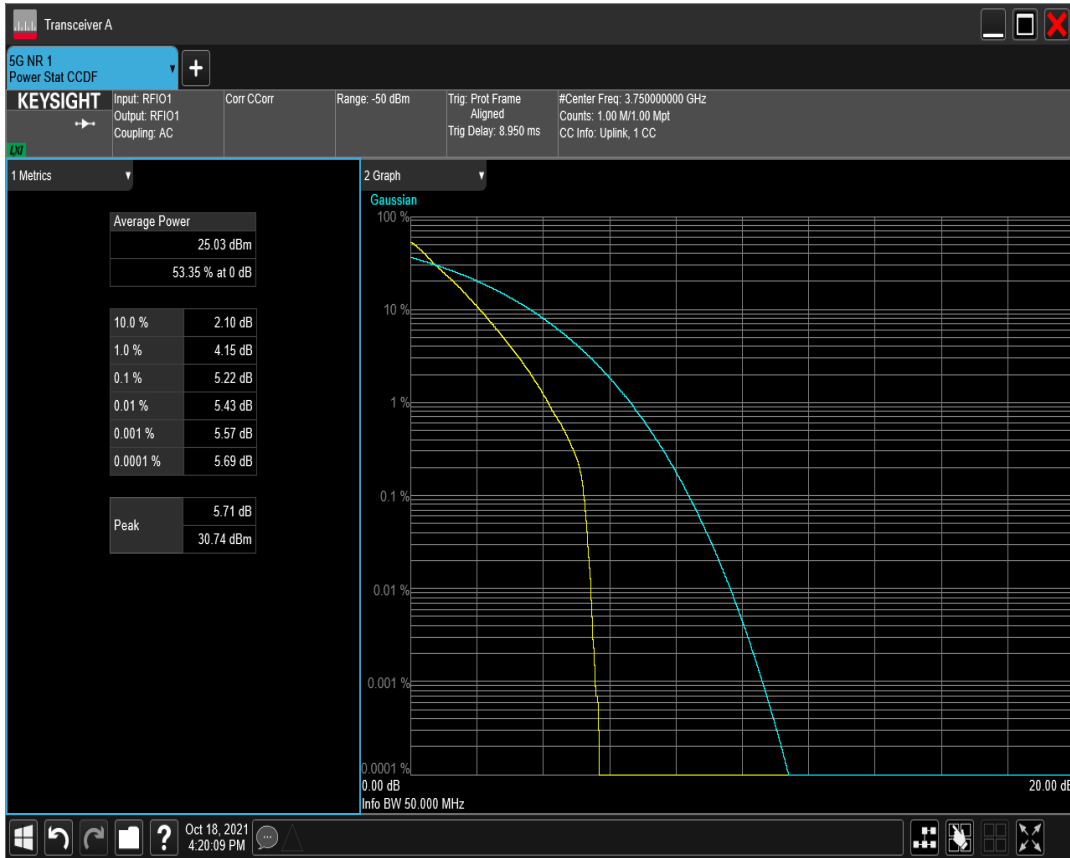 Transceiver A
5G NR 1
Power Stat CCDF
+
KEYSIGHT
Input: RFIO1
Output: RFIO1
Coupling: AC
Corr CCorr
Range: -50 dBm
Trig: Prot Frame
Aligned
Trig Delay: 8.950 ms
#Center Freq: 3.750000000 GHz
Counts: 1.00 M/1.00 Mpt
CC Info: Uplink, 1 CC
LXI
1 Metrics
Average Power
25.03 dBm
53.35 % at 0 dB
10.0 % 2.10 dB
1.0 % 4.15 dB
0.1 % 5.22 dB
0.01 % 5.43 dB
0.001 % 5.57 dB
0.0001 % 5.69 dB
Peak 5.71 dB
30.74 dBm
2 Graph
Gaussian
100 %
10 %
1 %
0.1 %
0.01 %
0.001 %
0.0001 %
0.00 dB 20.00 dB
Info BW 50.000 MHz
?
Oct 18, 2021
4:20:09 PM